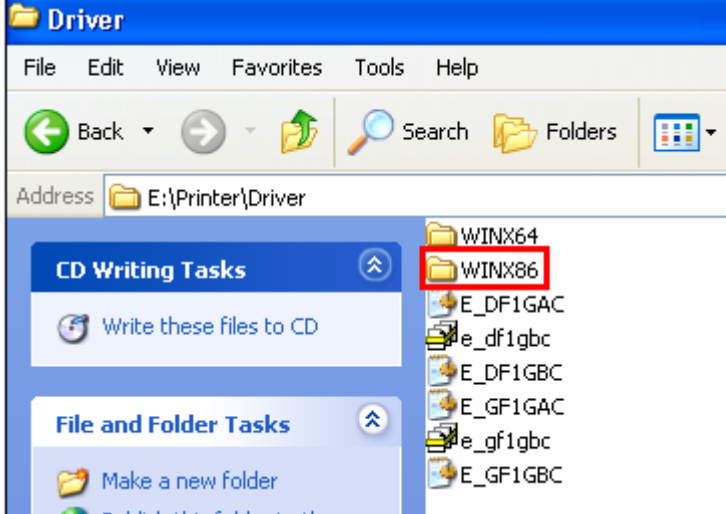 Driver
File Edit View Favorites Tools Help
Back Search Folders
Address E:\Printer\Driver
CD Writing Tasks
Write these files to CD
File and Folder Tasks
Make a new folder
WINX64
WINX86
E_DF1GAC
e_df1gbc
E_DF1GBC
E_GF1GAC
e_gf1gbc
E_GF1GBC